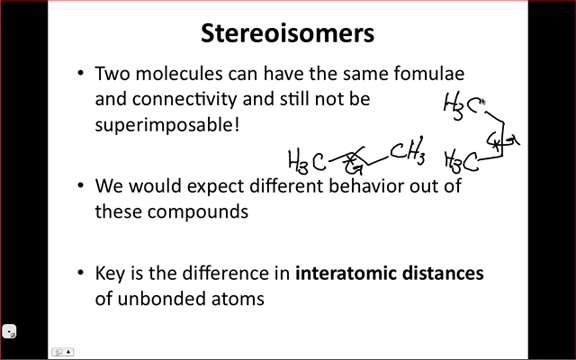 Stereoisomers
• Two molecules can have the same fomulae
and connectivity and still not be
superimposable!
H₃C
H₃C
H₃C CH₃
• We would expect different behavior out of
these compounds
• Key is the difference in interatomic distances
of unbonded atoms